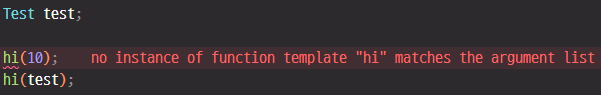 Test test;
hi(10);    no instance of function template "hi" matches the argument list
hi(test);